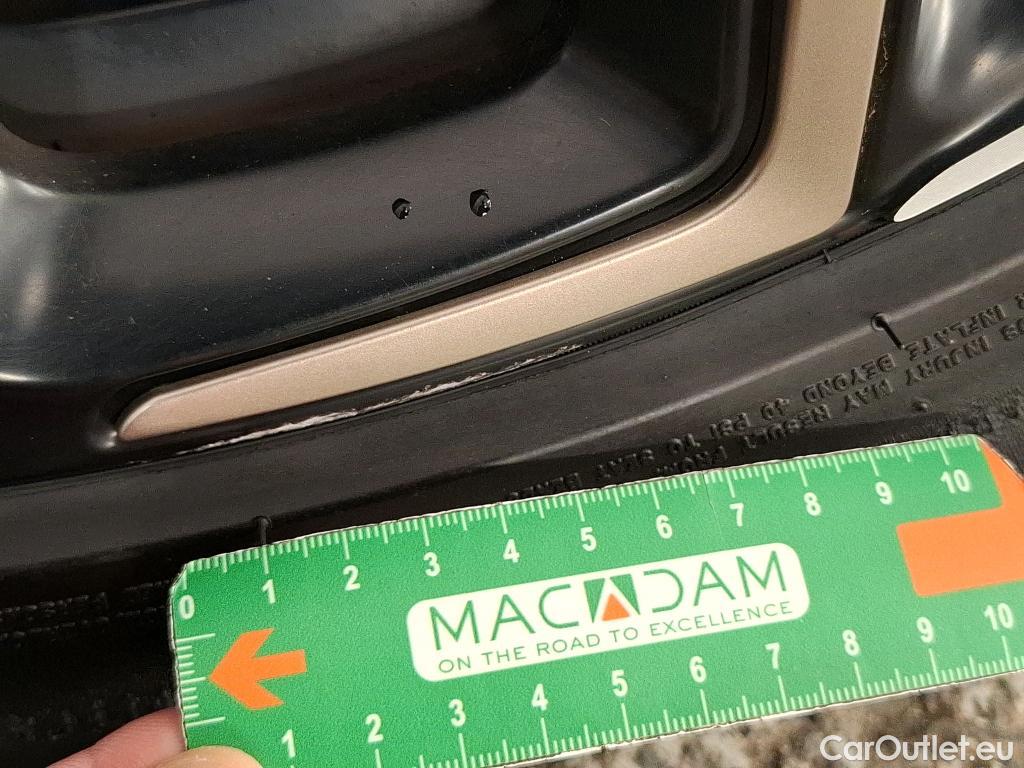 OUS INJURY MAY RESULT FROM:
INFLATE BEYOND 40 PSI TO SEAT BEADS
0 1 2 3 4 5 6 7 8 9 10
MACADAM
ON THE ROAD TO EXCELLENCE
1 2 3 4 5 6 7 8 9 10
CarOutlet.eu